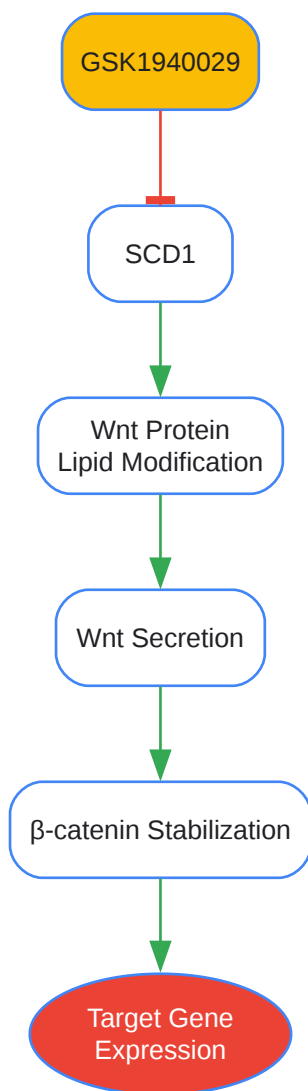 GSK1940029
SCD1
Wnt Protein
Lipid Modification
Wnt Secretion
β-catenin Stabilization
Target Gene
Expression